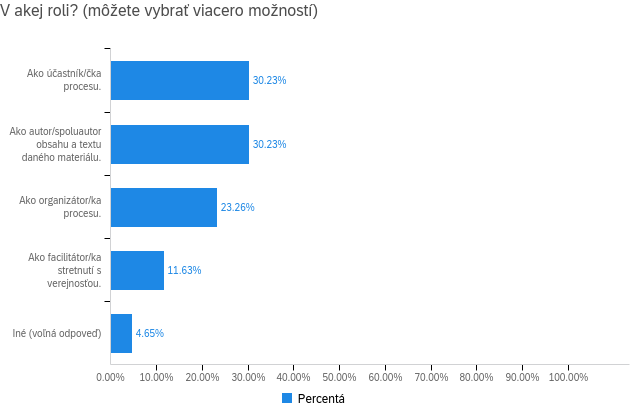 V akej roli? (môžete vybrať viacero možností)
Ako účastník/čka
procesu.
30.23%
Ako autor/spoluautor
obsahu a textu
daného materiálu.
30.23%
Ako organizátor/ka
procesu.
23.26%
Ako facilitátor/ka
stretnutí s
verejnosťou.
11.63%
Iné (voľná odpoveď)
4.65%
0.00% 10.00% 20.00% 30.00% 40.00% 50.00% 60.00% 70.00% 80.00% 90.00% 100.00%
Percentá